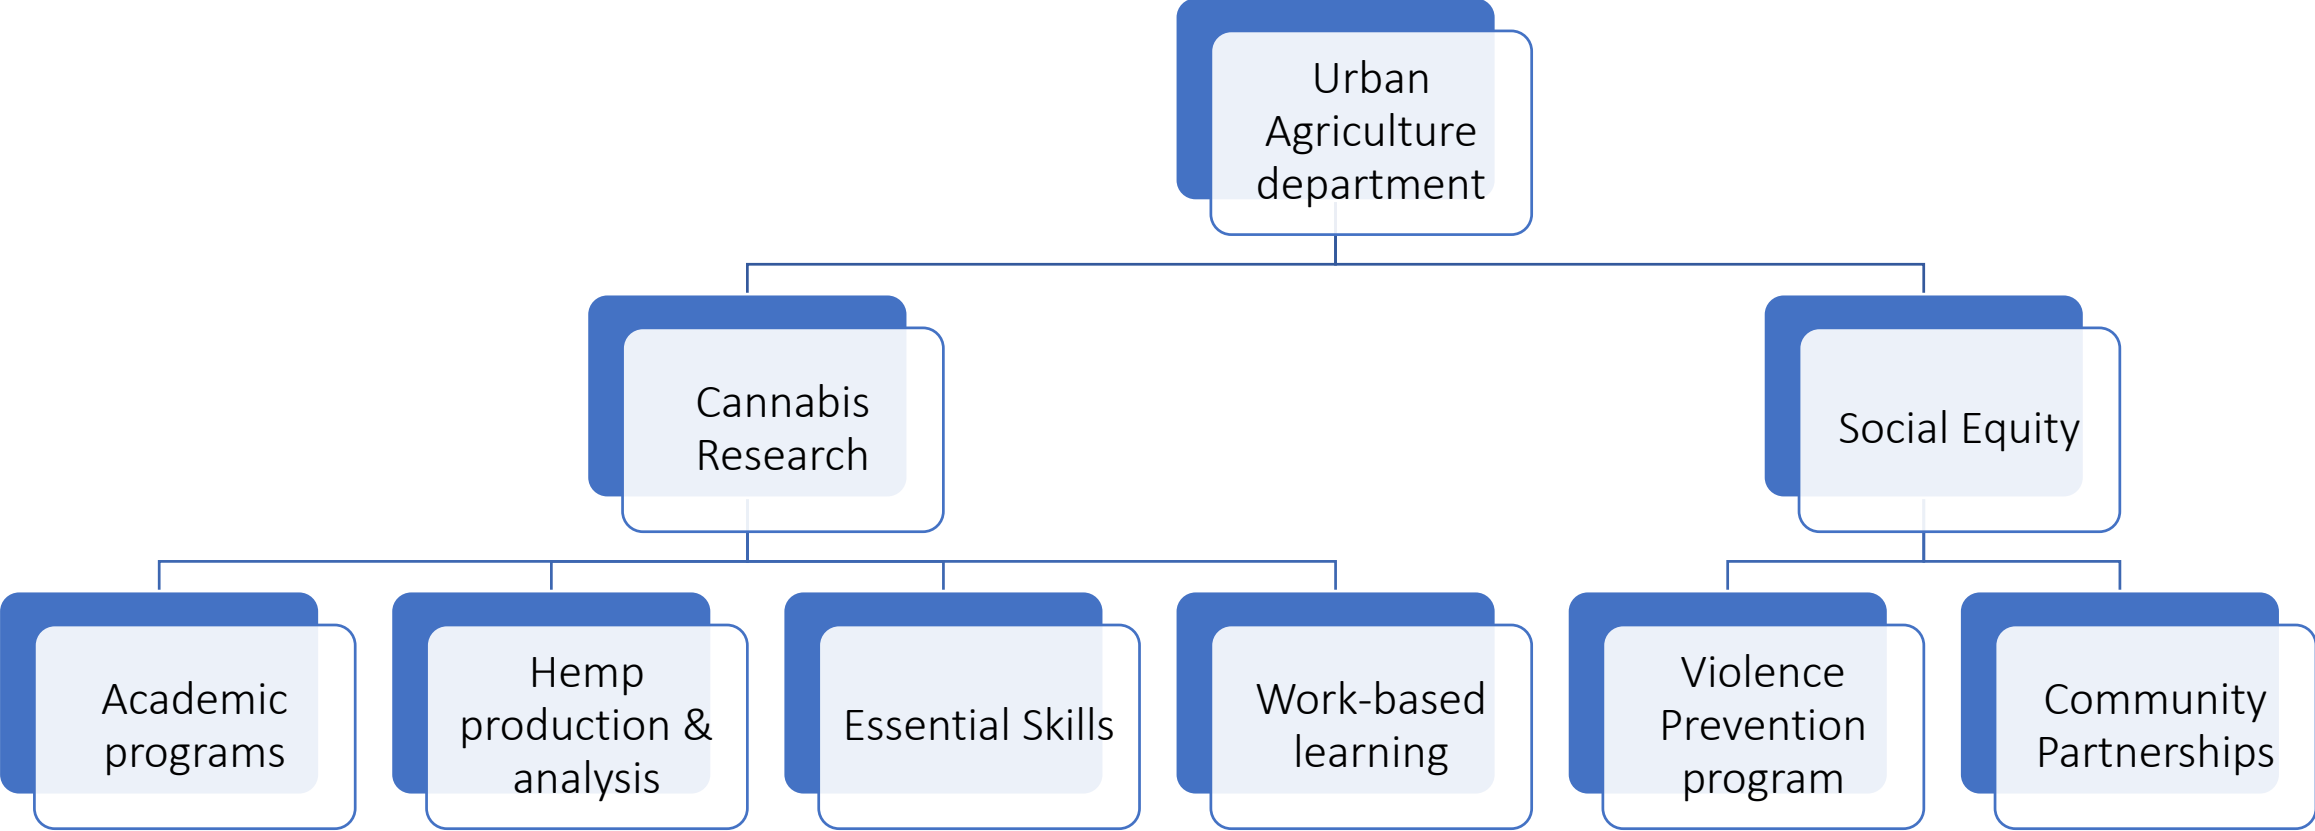 Urban
Agriculture
department
Cannabis
Research
Social Equity
Academic
programs
Hemp
production &
analysis
Essential Skills
Work-based
learning
Violence
Prevention
program
Community
Partnerships